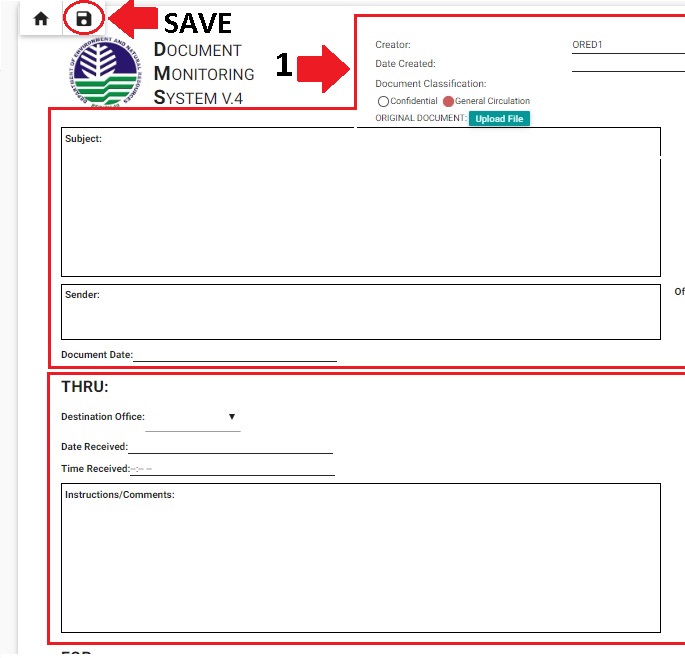 SAVE
DEPARTMENT OF ENVIRONMENT AND NATURAL RESOURCES
DOCUMENT
MONITORING
SYSTEM V.4
1
Creator: ORED1
Date Created:
Document Classification:
Confidential General Circulation
ORIGINAL DOCUMENT: Upload File
Subject:
Sender:
Of
Document Date:
THRU:
Destination Office: ▼
Date Received:
Time Received: --:-- --
Instructions/Comments: